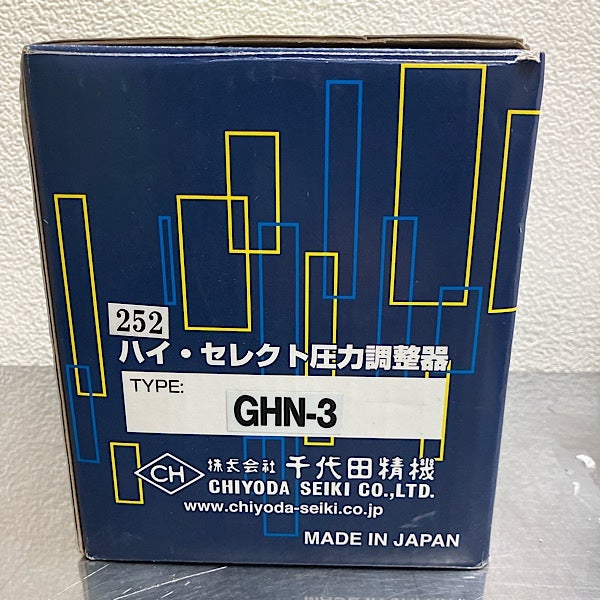 252
ハイ・セレクト圧力調整器
TYPE:
GHN-3
CH
株式会社 千代田精機
CHIYODA SEIKI CO.,LTD.
www.chiyoda-seiki.co.jp
MADE IN JAPAN